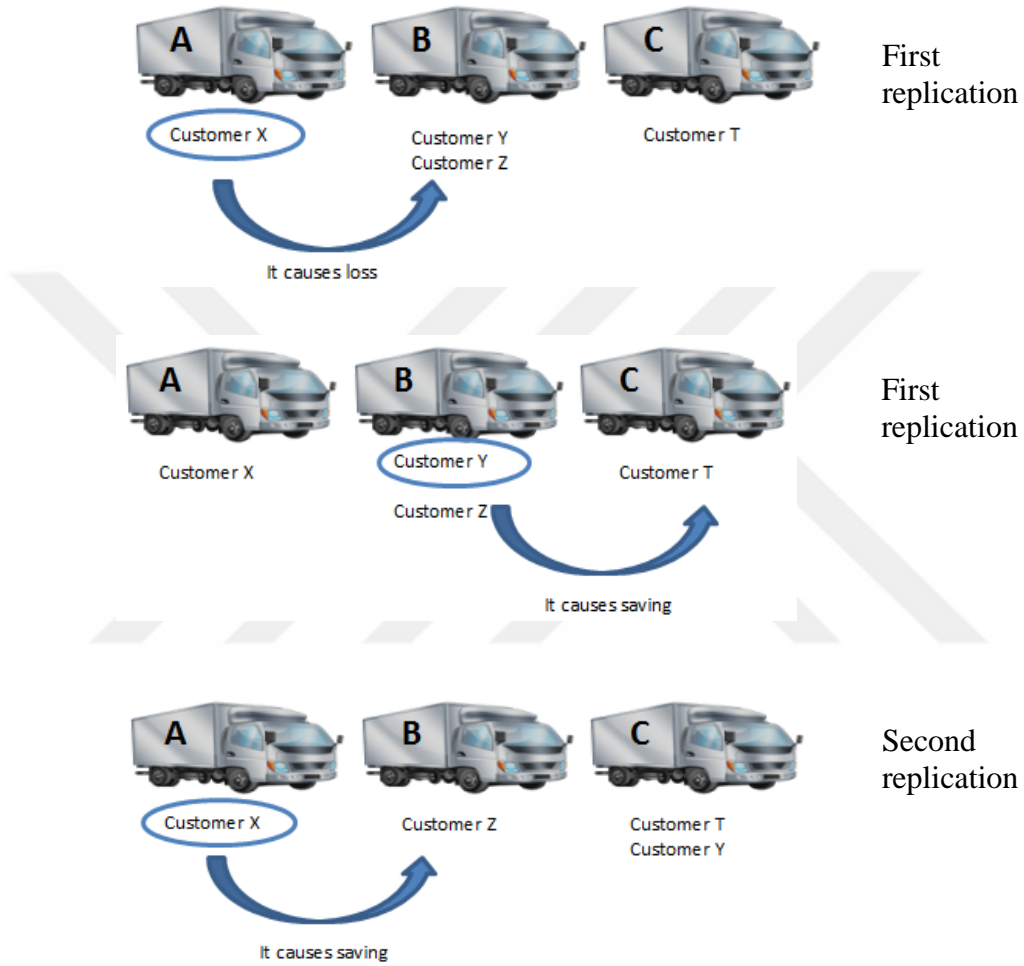 A B C
First
replication
Customer X
Customer Y
Customer Z
Customer T
It causes loss
A B C
First
replication
Customer X
Customer Y
Customer Z
Customer T
It causes saving
A B C
Second
replication
Customer X
Customer Z
Customer T
Customer Y
It causes saving